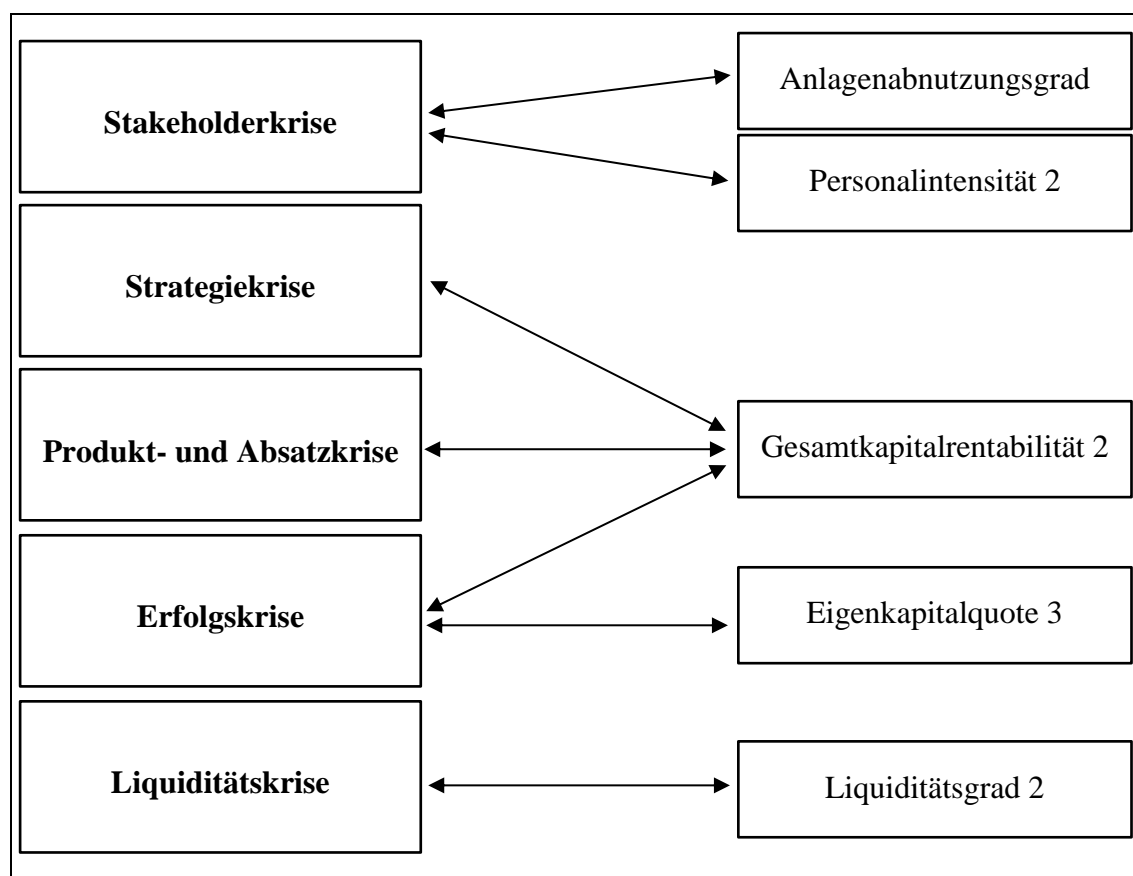 Stakeholderkrise
Anlagenabnutzungsgrad
Personalintensität 2
Strategiekrise
Produkt- und Absatzkrise
Gesamtkapitalrentabilität 2
Erfolgskrise
Eigenkapitalquote 3
Liquiditätskrise
Liquiditätsgrad 2